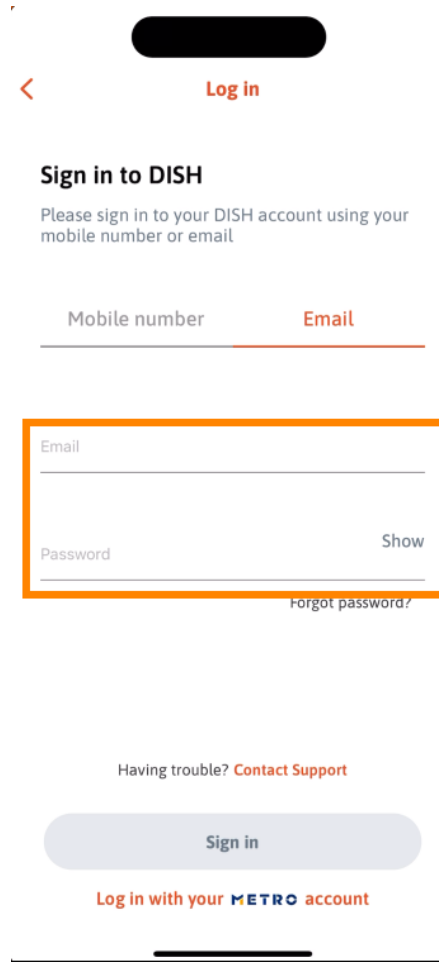 Log in
Sign in to DISH
Please sign in to your DISH account using your
mobile number or email
Mobile number
Email
Email
Show
Password
Forgot password?
Having trouble? Contact Support
Sign in
Log in with your METRO account